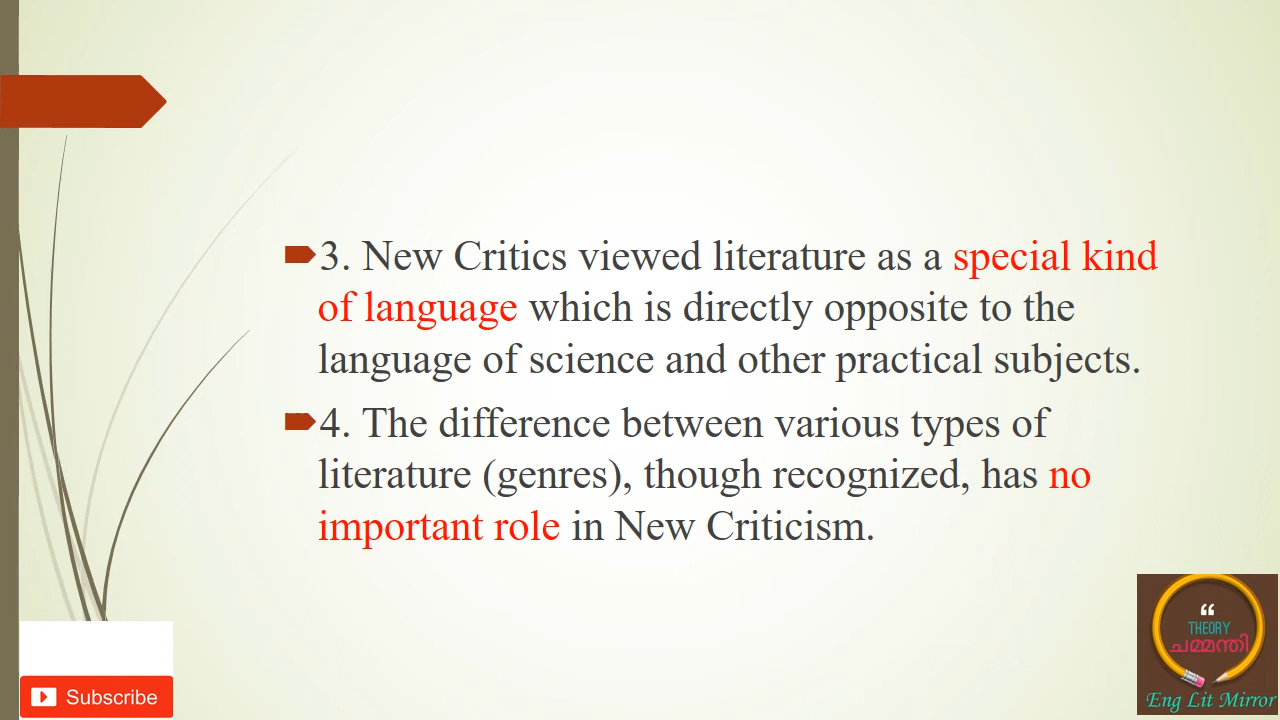 3. New Critics viewed literature as a special kind
of language which is directly opposite to the
language of science and other practical subjects.
4. The difference between various types of
literature (genres), though recognized, has no
important role in New Criticism.
Subscribe
“
THEORY
ചമ്മന്തി
Eng Lit Mirror